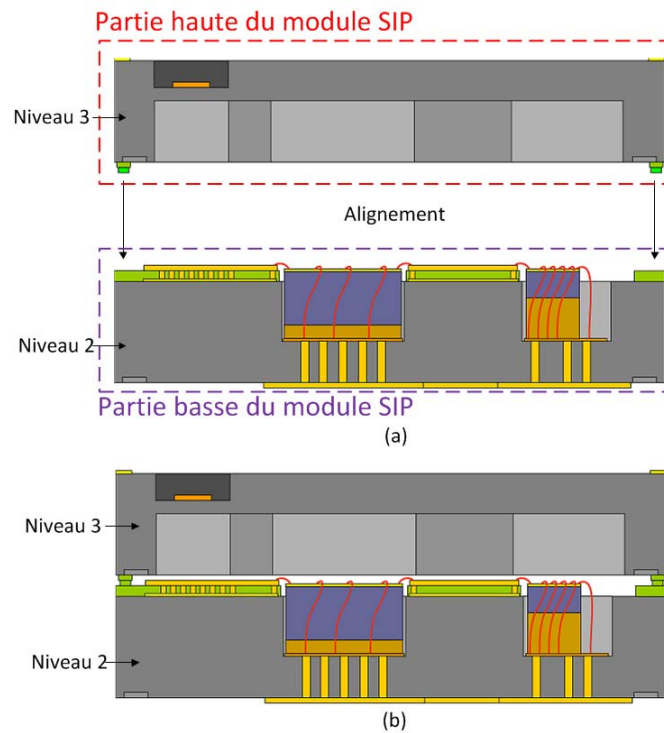 Partie haute du module SIP
Niveau 3
Alignement
Niveau 2
Partie basse du module SIP
(a)
Niveau 3
Niveau 2
(b)